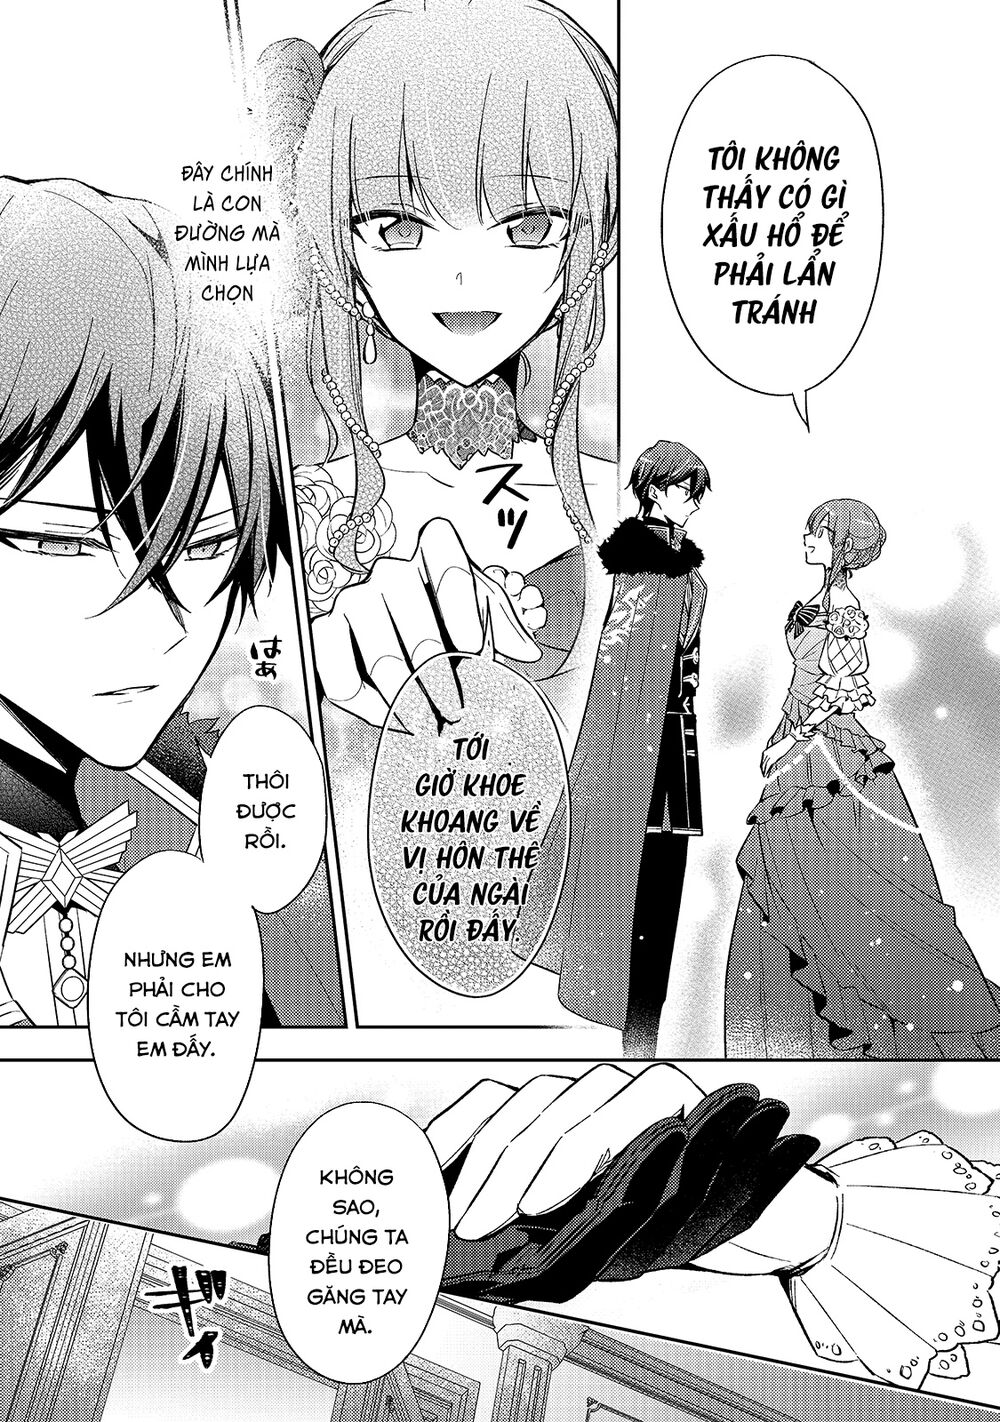 TÔI KHÔNG
THẤY CÓ GÌ
XẤU HỔ ĐỂ
PHẢI LẨN
TRÁNH
ĐÂY CHÍNH
LÀ CON
ĐƯỜNG MÀ
MÌNH LỰA
CHỌN
スッ
TỚI
GIỜ KHOE
KHOANG VỀ
VỊ HÔN THÊ
CỦA NGÀI
RỒI ĐẤY.
はぁ
THÔI
ĐƯỢC
RỒI.
NHƯNG EM
PHẢI CHO
TÔI CẦM TAY
EM ĐẤY.
KHÔNG
SAO,
CHÚNG TA
ĐỀU ĐEO
GĂNG TAY
MÀ.
ギィ